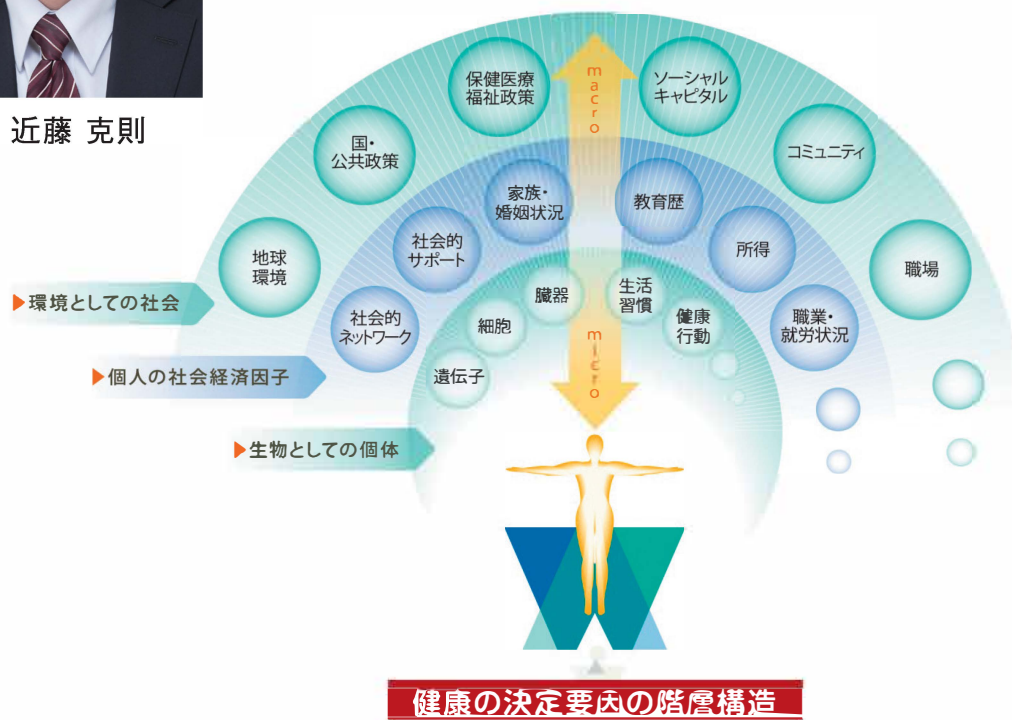 近藤 克則
macro
保健医療
福祉政策
ソーシャル
キャピタル
国・
公共政策
コミュニティ
地球
環境
職場
家族・
婚姻状況
教育歴
社会的
サポート
所得
社会的
ネットワーク
職業・
就労状況
臓器
生活
習慣
細胞
健康
行動
遺伝子
micro
▶環境としての社会
▶個人の社会経済因子
▶生物としての個体
健康の決定要因の階層構造